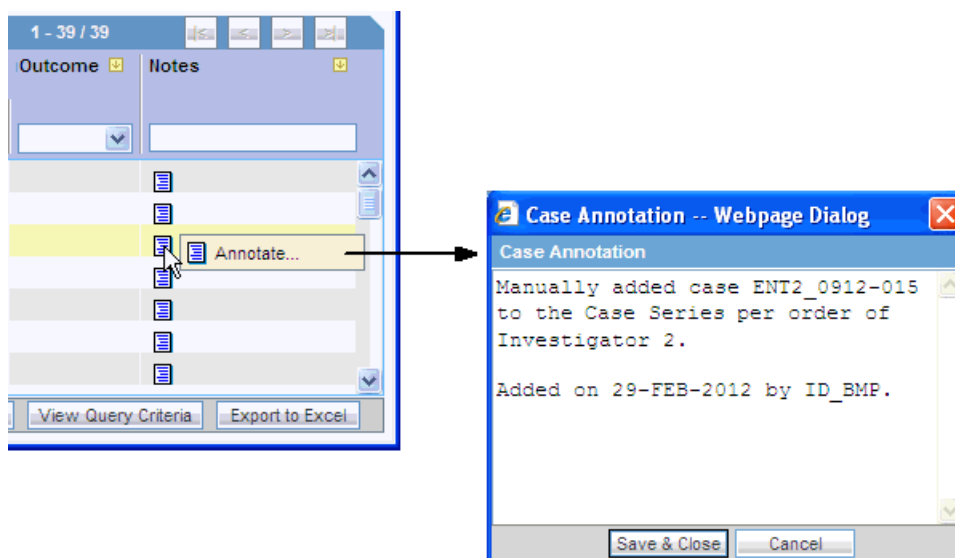 1 - 39 / 39
Outcome Notes
Annotate...
View Query Criteria Export to Excel
Case Annotation -- Webpage Dialog
Case Annotation
Manually added case ENT2_0912-015
to the Case Series per order of
Investigator 2.
Added on 29-FEB-2012 by ID_BMP.
Save & Close Cancel